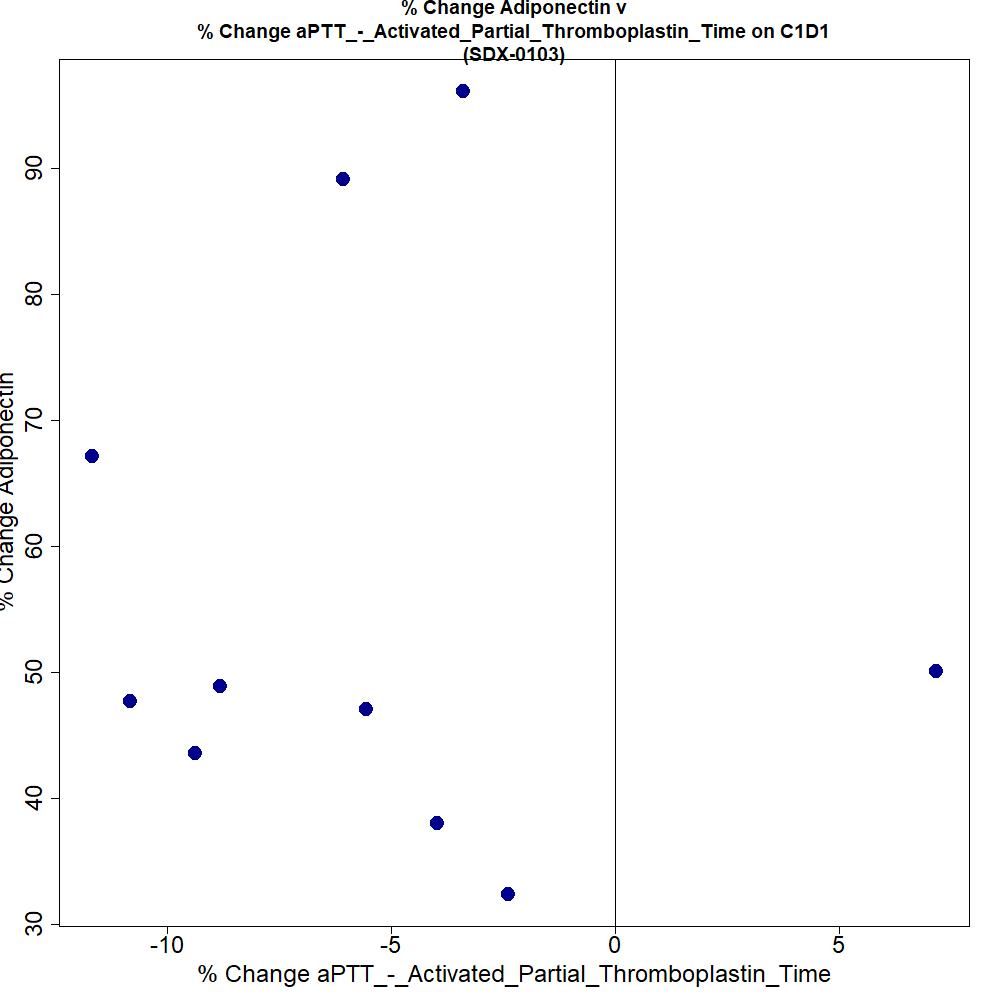 % Change Adiponectin v
% Change aPTT_-_Activated_Partial_Thromboplastin_Time on C1D1
(SDX-0103)
% Change Adiponectin
90
80
70
60
50
40
30
-10
-5
0
5
% Change aPTT_-_Activated_Partial_Thromboplastin_Time